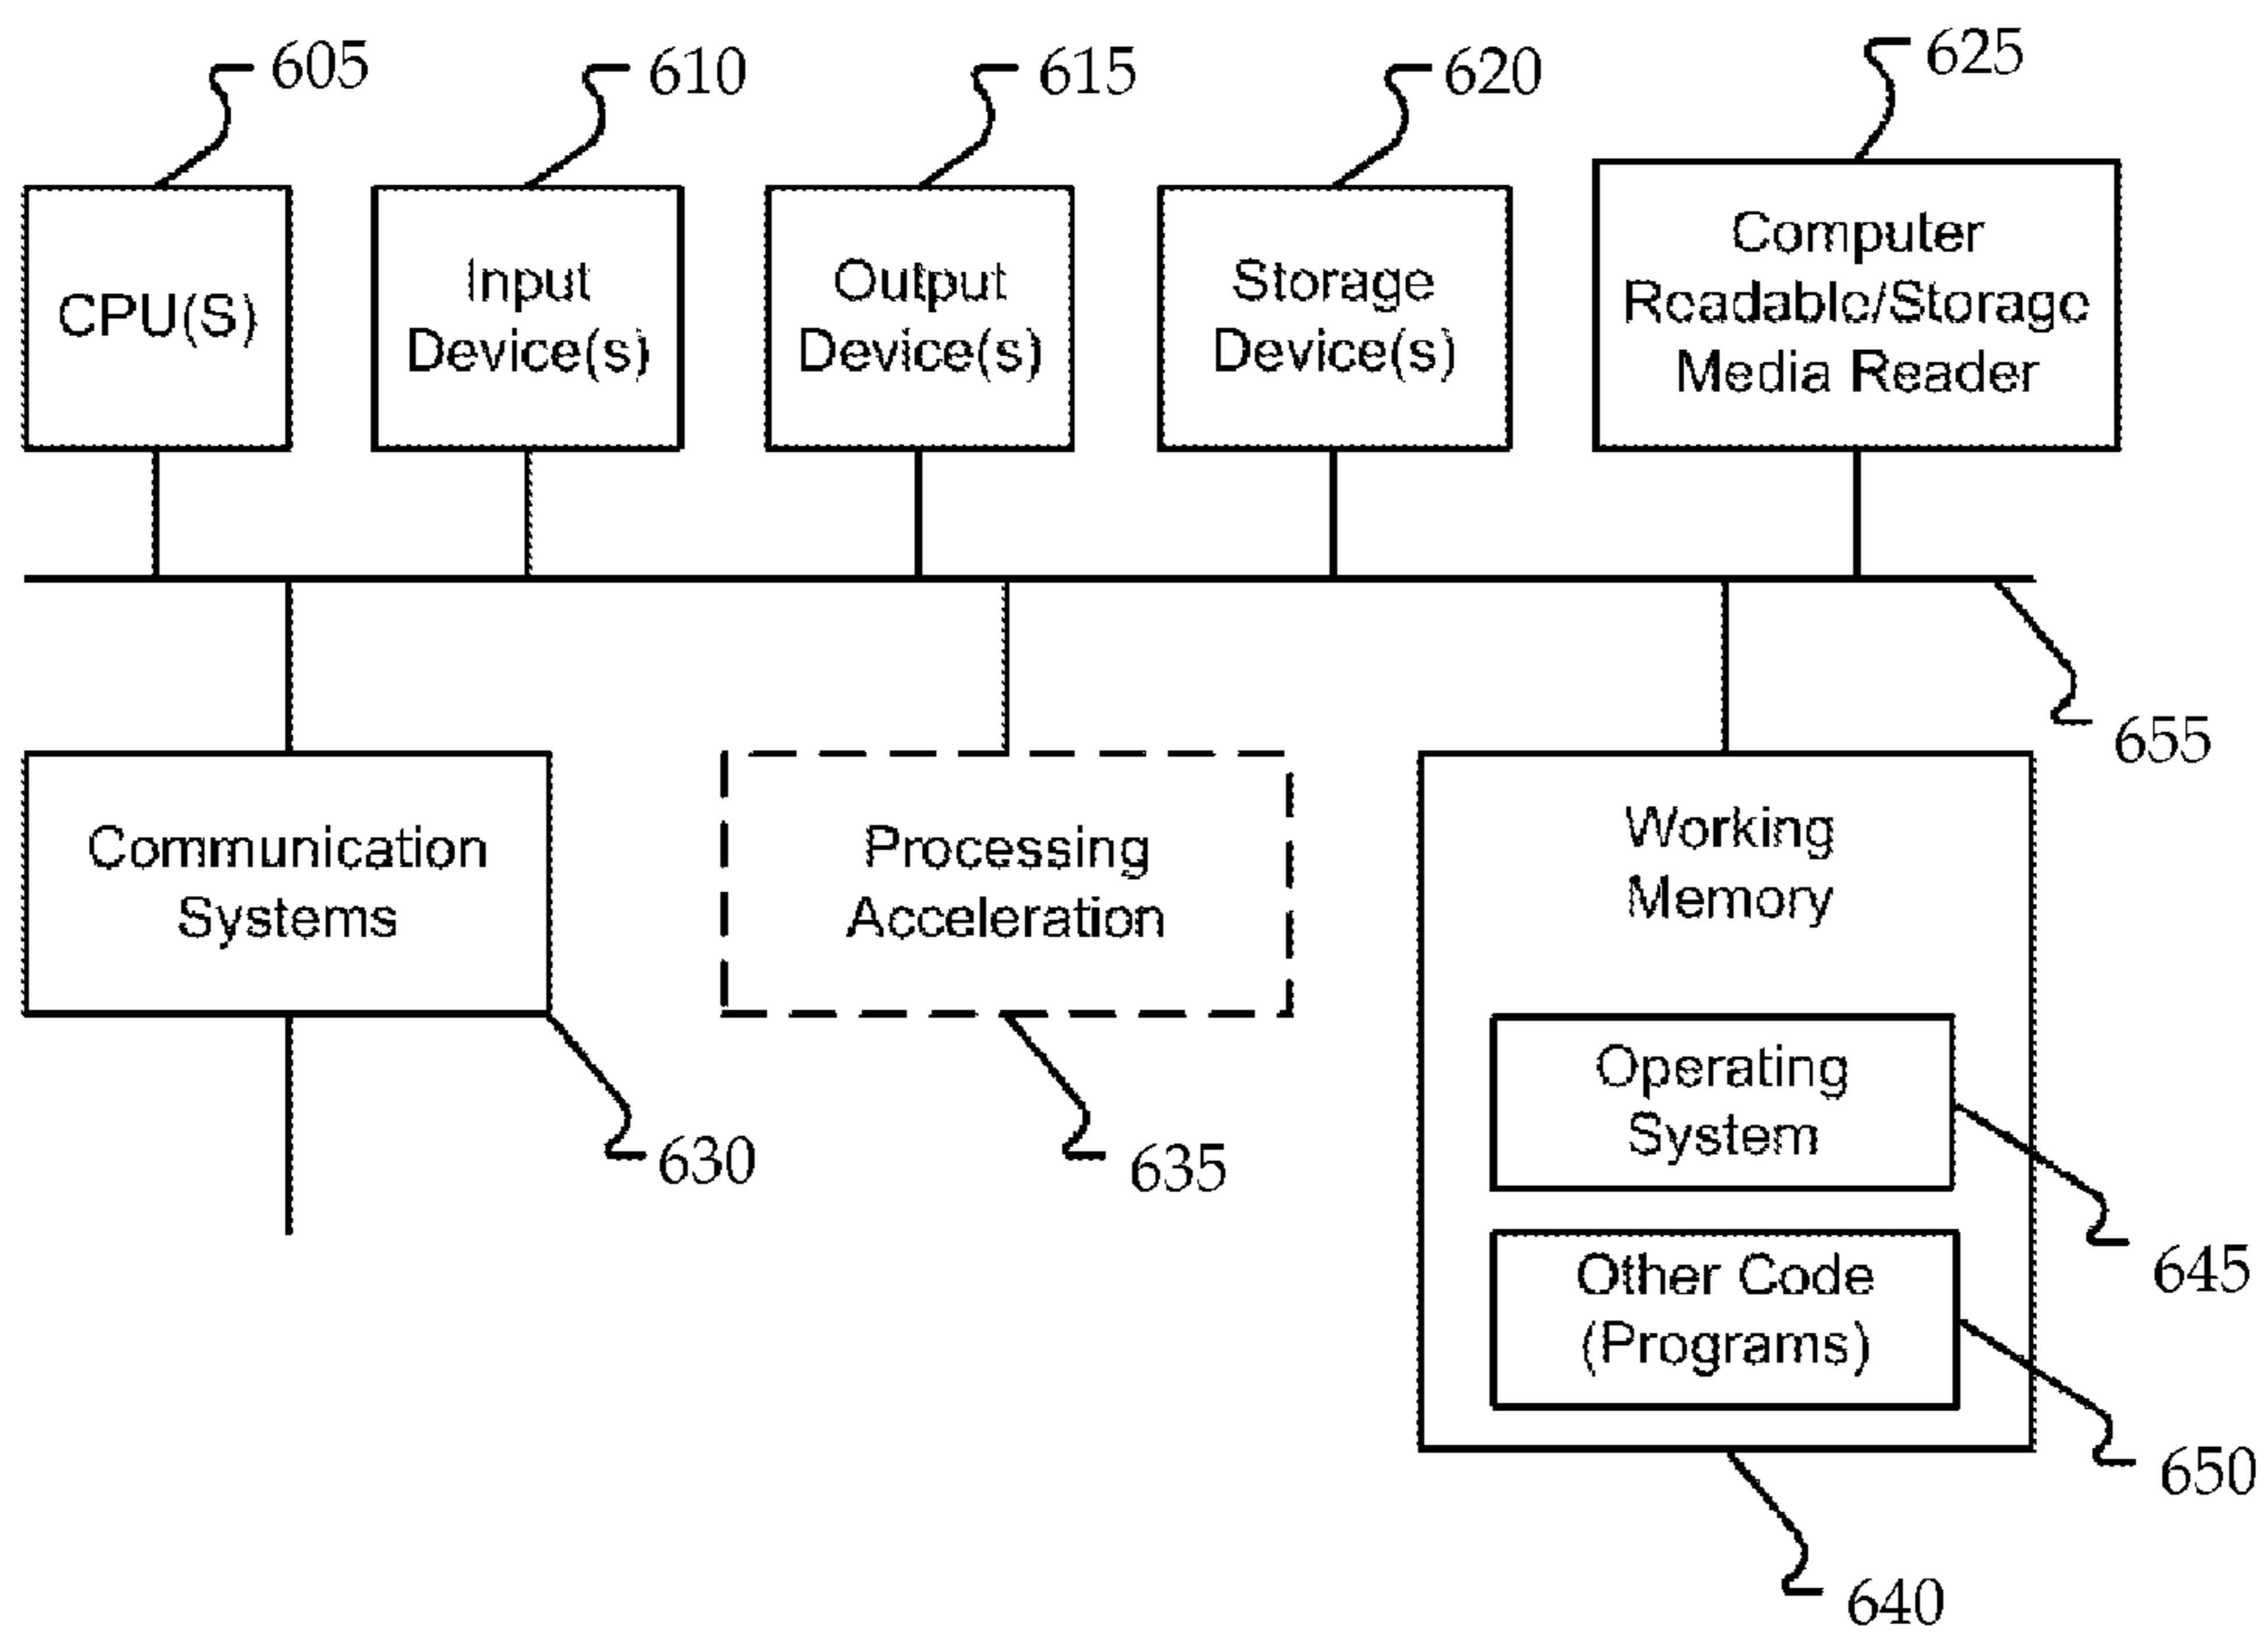 605
610
615
620
625
CPU(S)
Input
Device(s)
Output
Device(s)
Storage
Device(s)
Computer
Readable/Storage
Media Reader
655
Communication
Systems
630
Processing
Acceleration
635
Working
Memory
Operating
System
645
Other Code
(Programs)
650
640